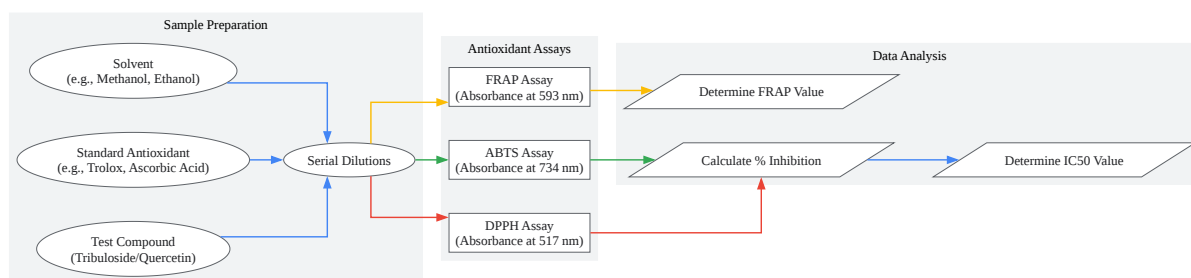 Sample Preparation
Solvent
(e.g., Methanol, Ethanol)
Standard Antioxidant
(e.g., Trolox, Ascorbic Acid)
Test Compound
(Tribuloside/Quercetin)
Serial Dilutions
Antioxidant Assays
FRAP Assay
(Absorbance at 593 nm)
ABTS Assay
(Absorbance at 734 nm)
DPPH Assay
(Absorbance at 517 nm)
Data Analysis
Determine FRAP Value
Calculate % Inhibition
Determine IC50 Value